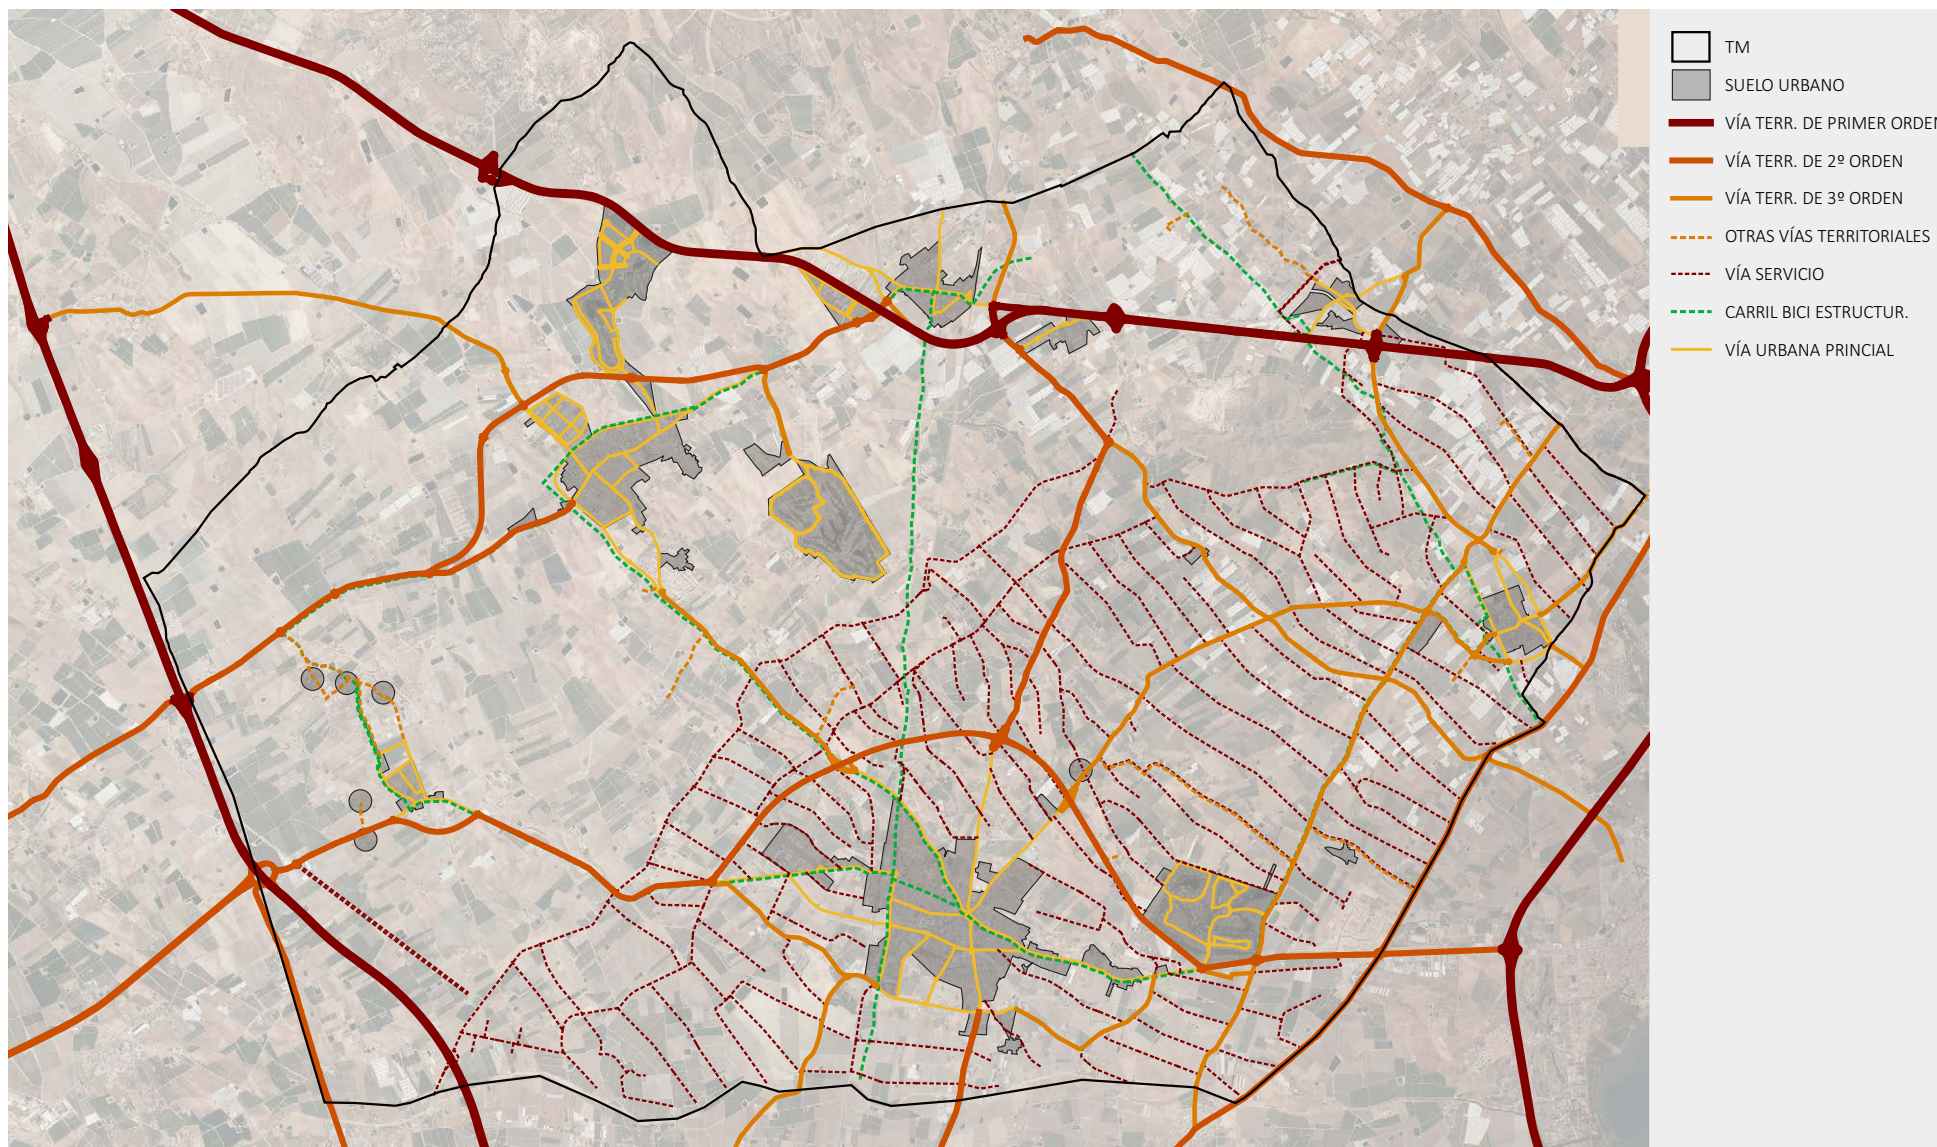 TM
SUELO URBANO
VÍA TERR. DE PRIMER ORDEN
VÍA TERR. DE 2º ORDEN
VÍA TERR. DE 3º ORDEN
OTRAS VÍAS TERRITORIALES
VÍA SERVICIO
CARRIL BICI ESTRUCTUR.
VÍA URBANA PRINCIAL